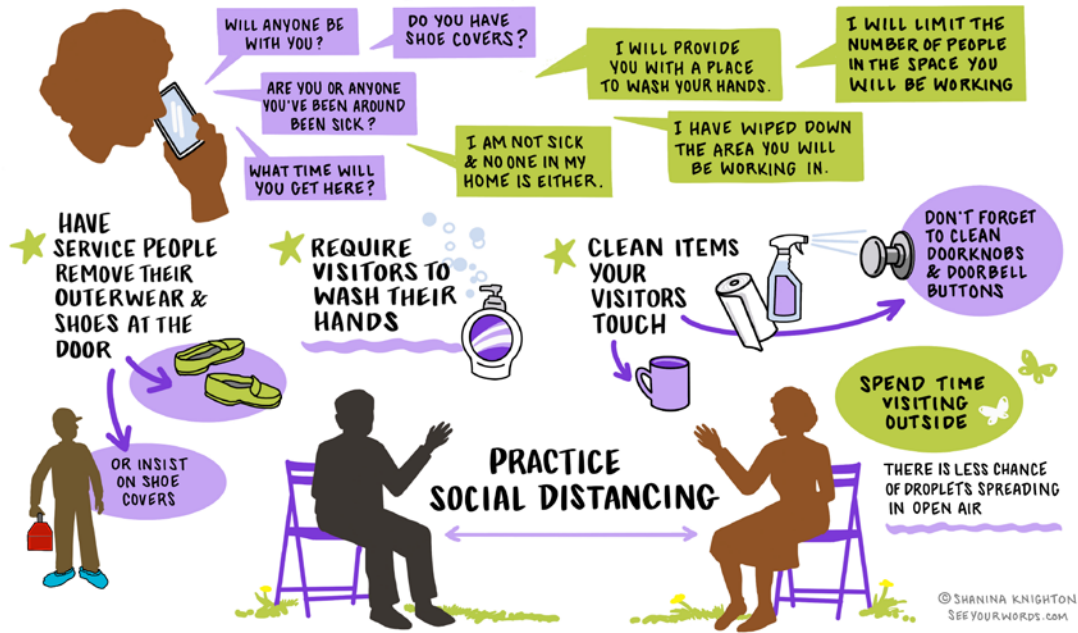 WILL ANYONE BE
WITH YOU?
DO YOU HAVE
SHOE COVERS?
ARE YOU OR ANYONE
YOU'VE BEEN AROUND
BEEN SICK?
WHAT TIME WILL
YOU GET HERE?
I WILL PROVIDE
YOU WITH A PLACE
TO WASH YOUR HANDS.
I WILL LIMIT THE
NUMBER OF PEOPLE
IN THE SPACE YOU
WILL BE WORKING
I AM NOT SICK
& NO ONE IN MY
HOME IS EITHER.
I HAVE WIPED DOWN
THE AREA YOU WILL
BE WORKING IN.
HAVE
SERVICE PEOPLE
REMOVE THEIR
OUTERWEAR &
SHOES AT THE
DOOR
OR INSIST
ON SHOE
COVERS
REQUIRE
VISITORS TO
WASH THEIR
HANDS
CLEAN ITEMS
YOUR
VISITORS
TOUCH
DON'T FORGET
TO CLEAN
DOORKNOBS
& DOORBELL
BUTTONS
PRACTICE
SOCIAL DISTANCING
SPEND TIME
VISITING
OUTSIDE
THERE IS LESS CHANCE
OF DROPLETS SPREADING
IN OPEN AIR
© SHANINA KNIGHTON
SEEYOURWORDS.COM